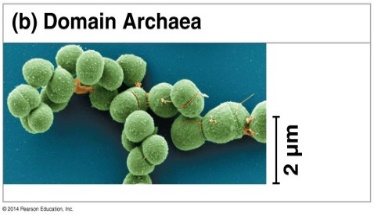 (b) Domain Archaea
2 µm
© 2014 Pearson Education, Inc.